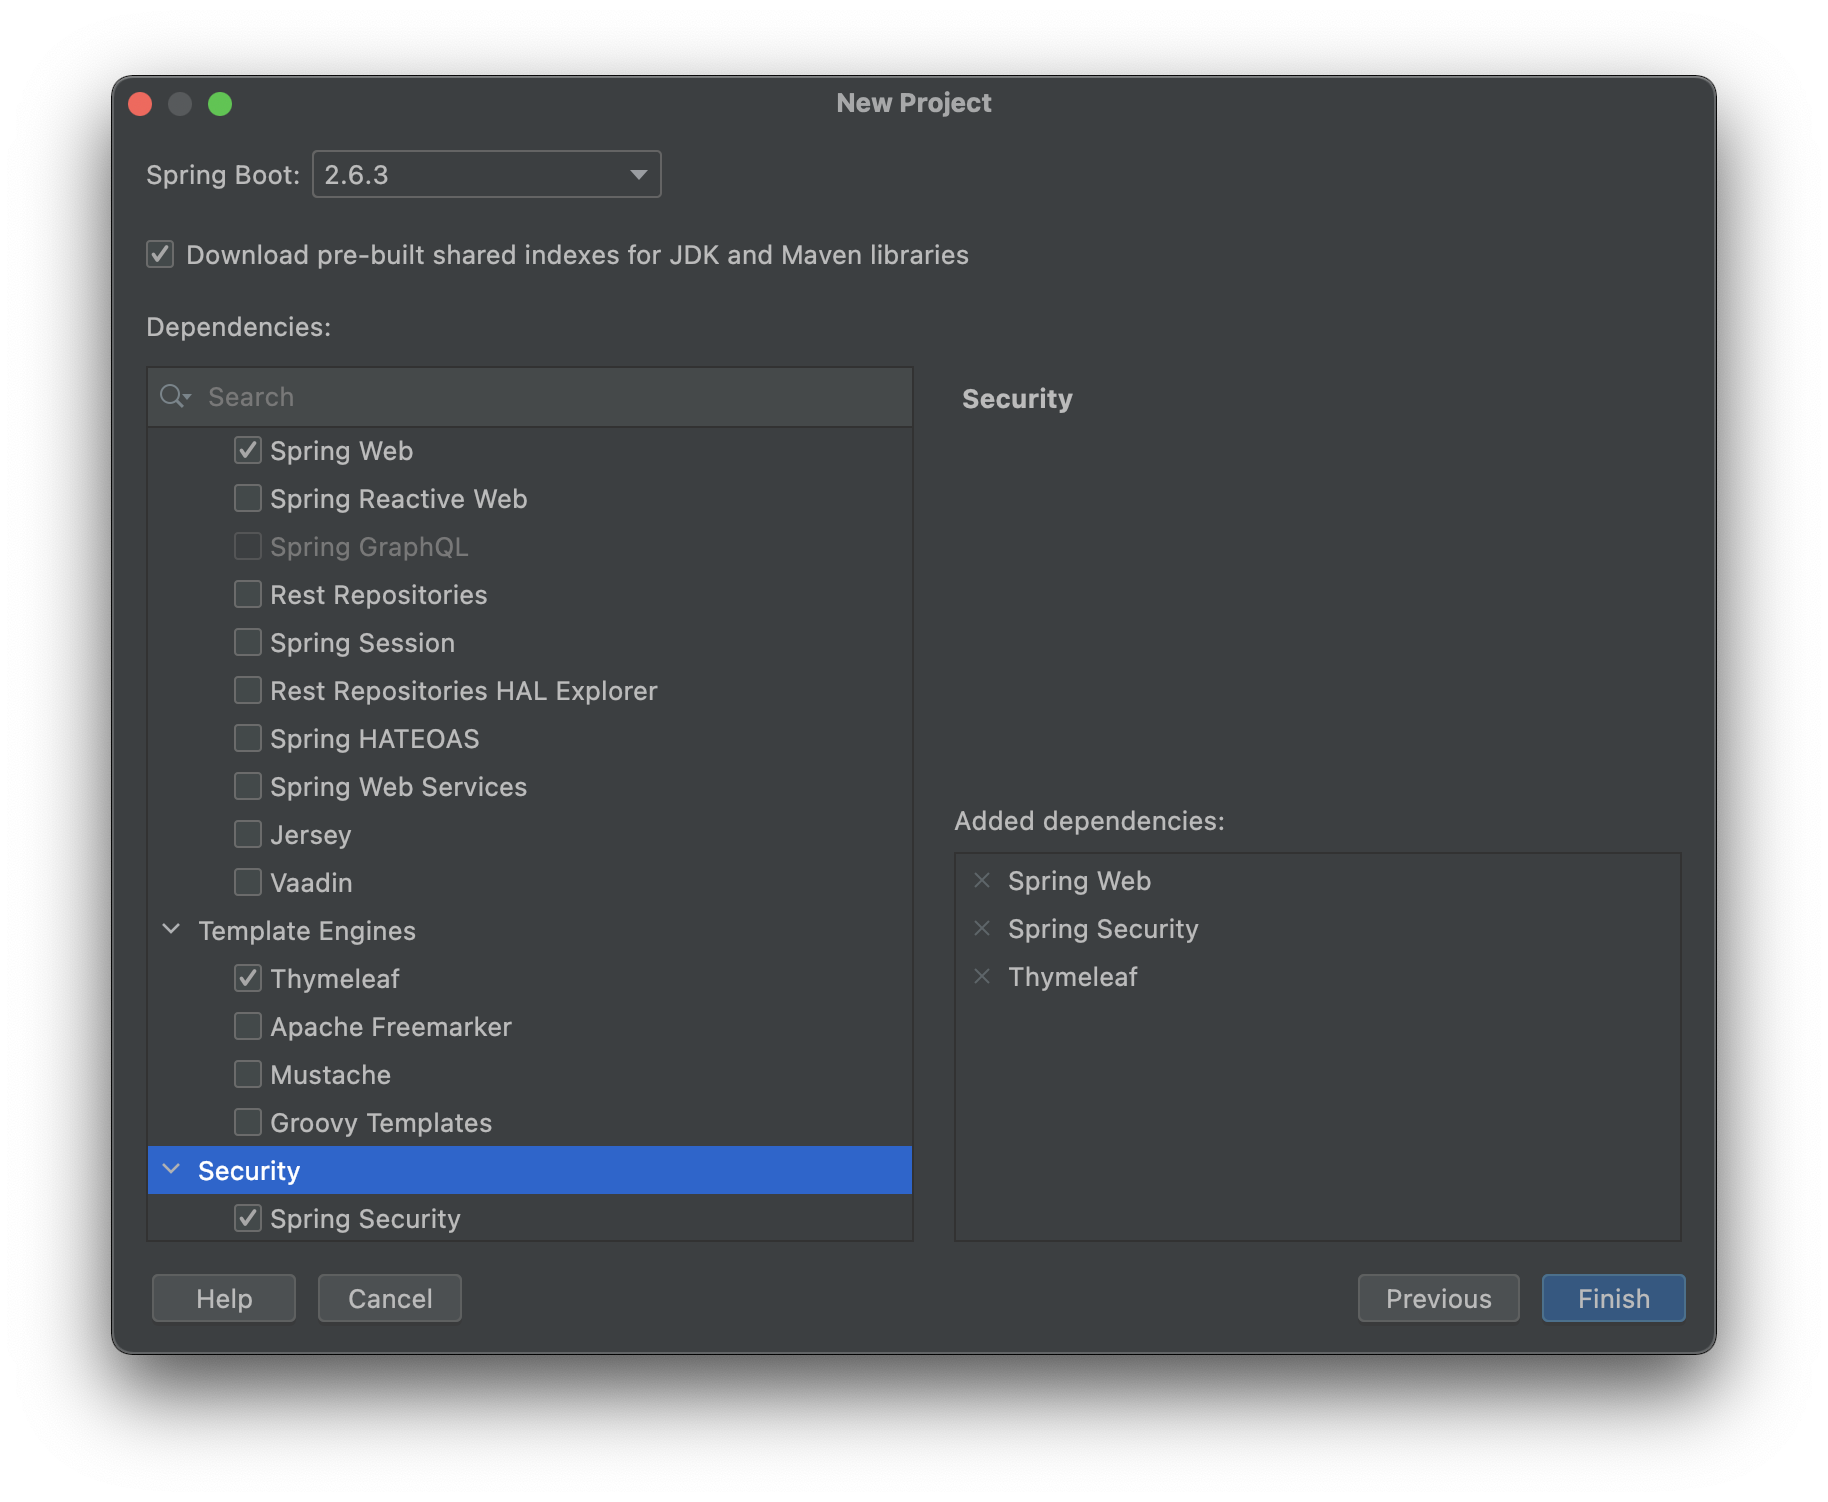 New Project
Spring Boot: 2.6.3
Download pre-built shared indexes for JDK and Maven libraries
Dependencies:
Search
Spring Web
Spring Reactive Web
Spring GraphQL
Rest Repositories
Spring Session
Rest Repositories HAL Explorer
Spring HATEOAS
Spring Web Services
Jersey
Vaadin
Template Engines
Thymeleaf
Apache Freemarker
Mustache
Groovy Templates
Security
Spring Security
Security
Added dependencies:
Spring Web
Spring Security
Thymeleaf
Help Cancel Previous Finish